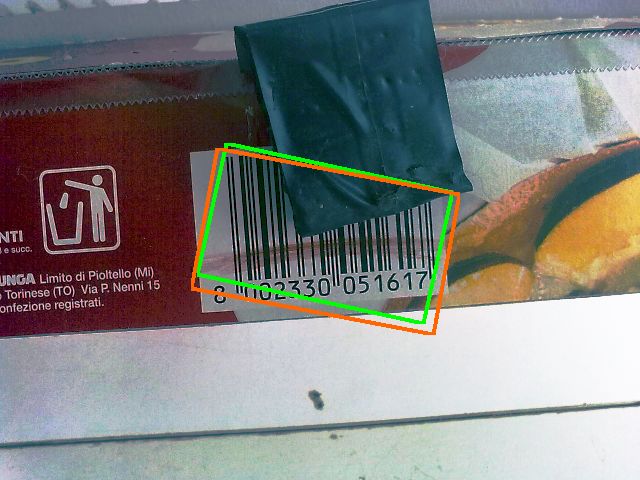 NTI
e succ.
UNGA Limito di Pioltello (Mi)
Torinese (TO) Via P. Nenni 15
onfezione registrati.
8 002330 051617